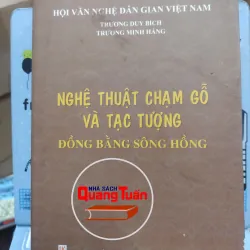 HỘI VĂN NGHỆ DÂN GIAN VIỆT NAM
TRƯƠNG DUY BÍCH
TRƯƠNG MINH HẰNG
NGHỆ THUẬT CHẠM GỖ
VÀ TẠC TƯỢNG
ĐỒNG BẰNG SÔNG HỒNG
NHÀ SÁCH
Quang Tuấn